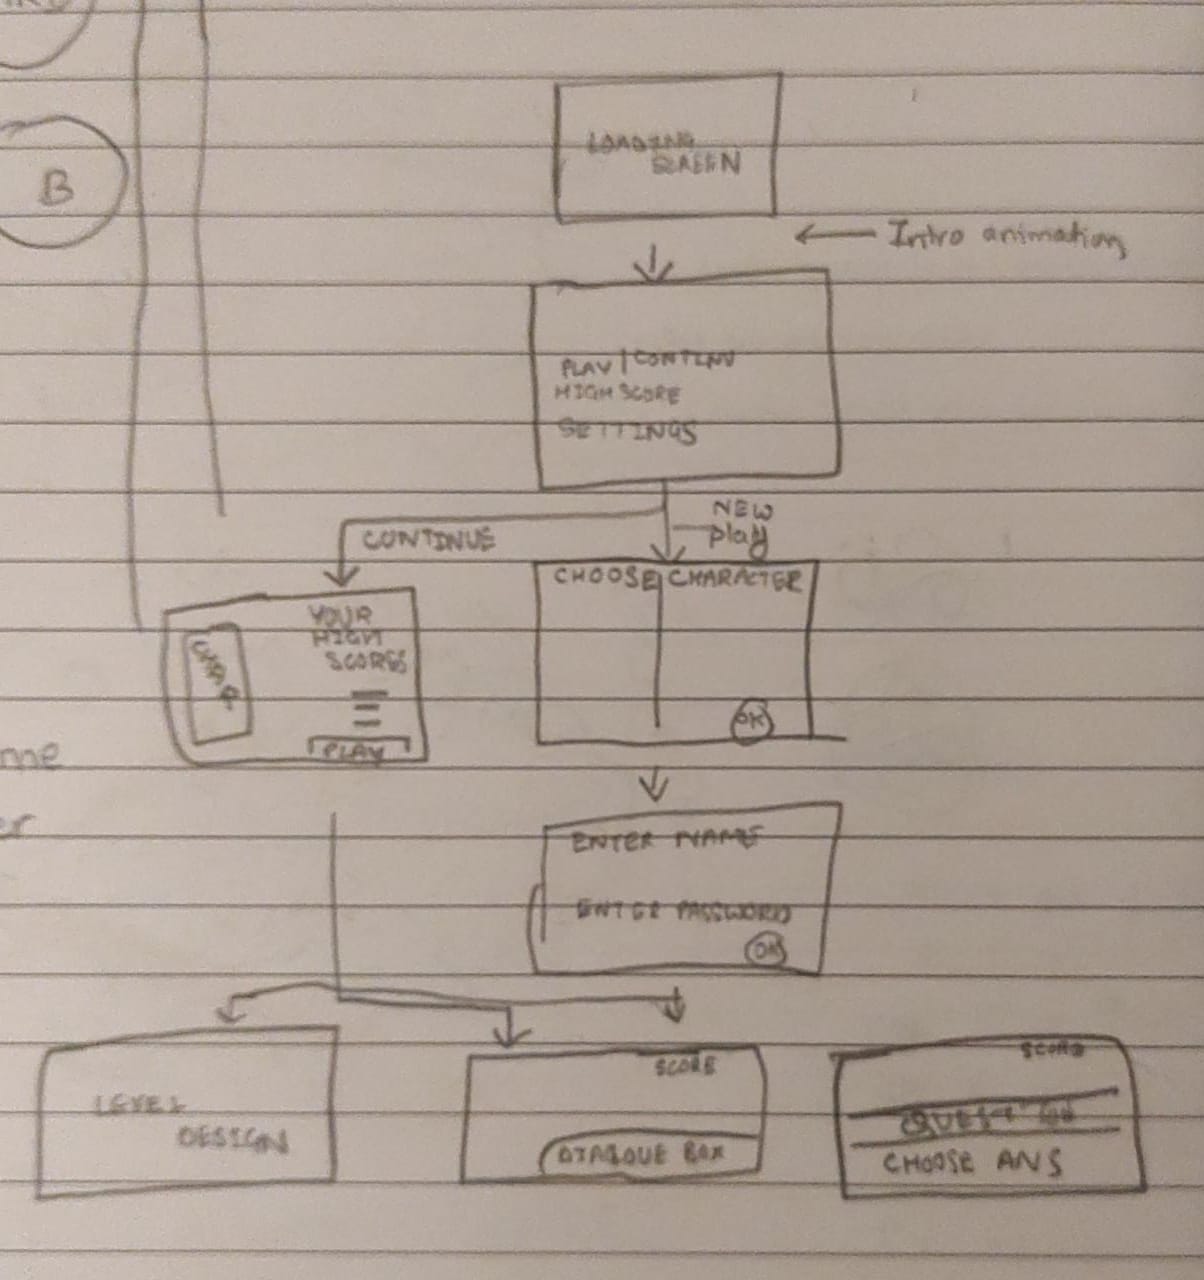 B
LOADING
SCREEN
Intro animation
PLAY | CONTINU
HIGH SCORE
SETTINGS
CONTINUE
NEW
play
CHOOSE CHARACTER
OK
YOUR
HIGH
SCORES
CHAR
PLAY
me
er
ENTER NAME
ENTER PASSWORD
OK
LEVEL
DESIGN
SCORE
DIALOUE BOX
SCORE
CHOOSE ANS